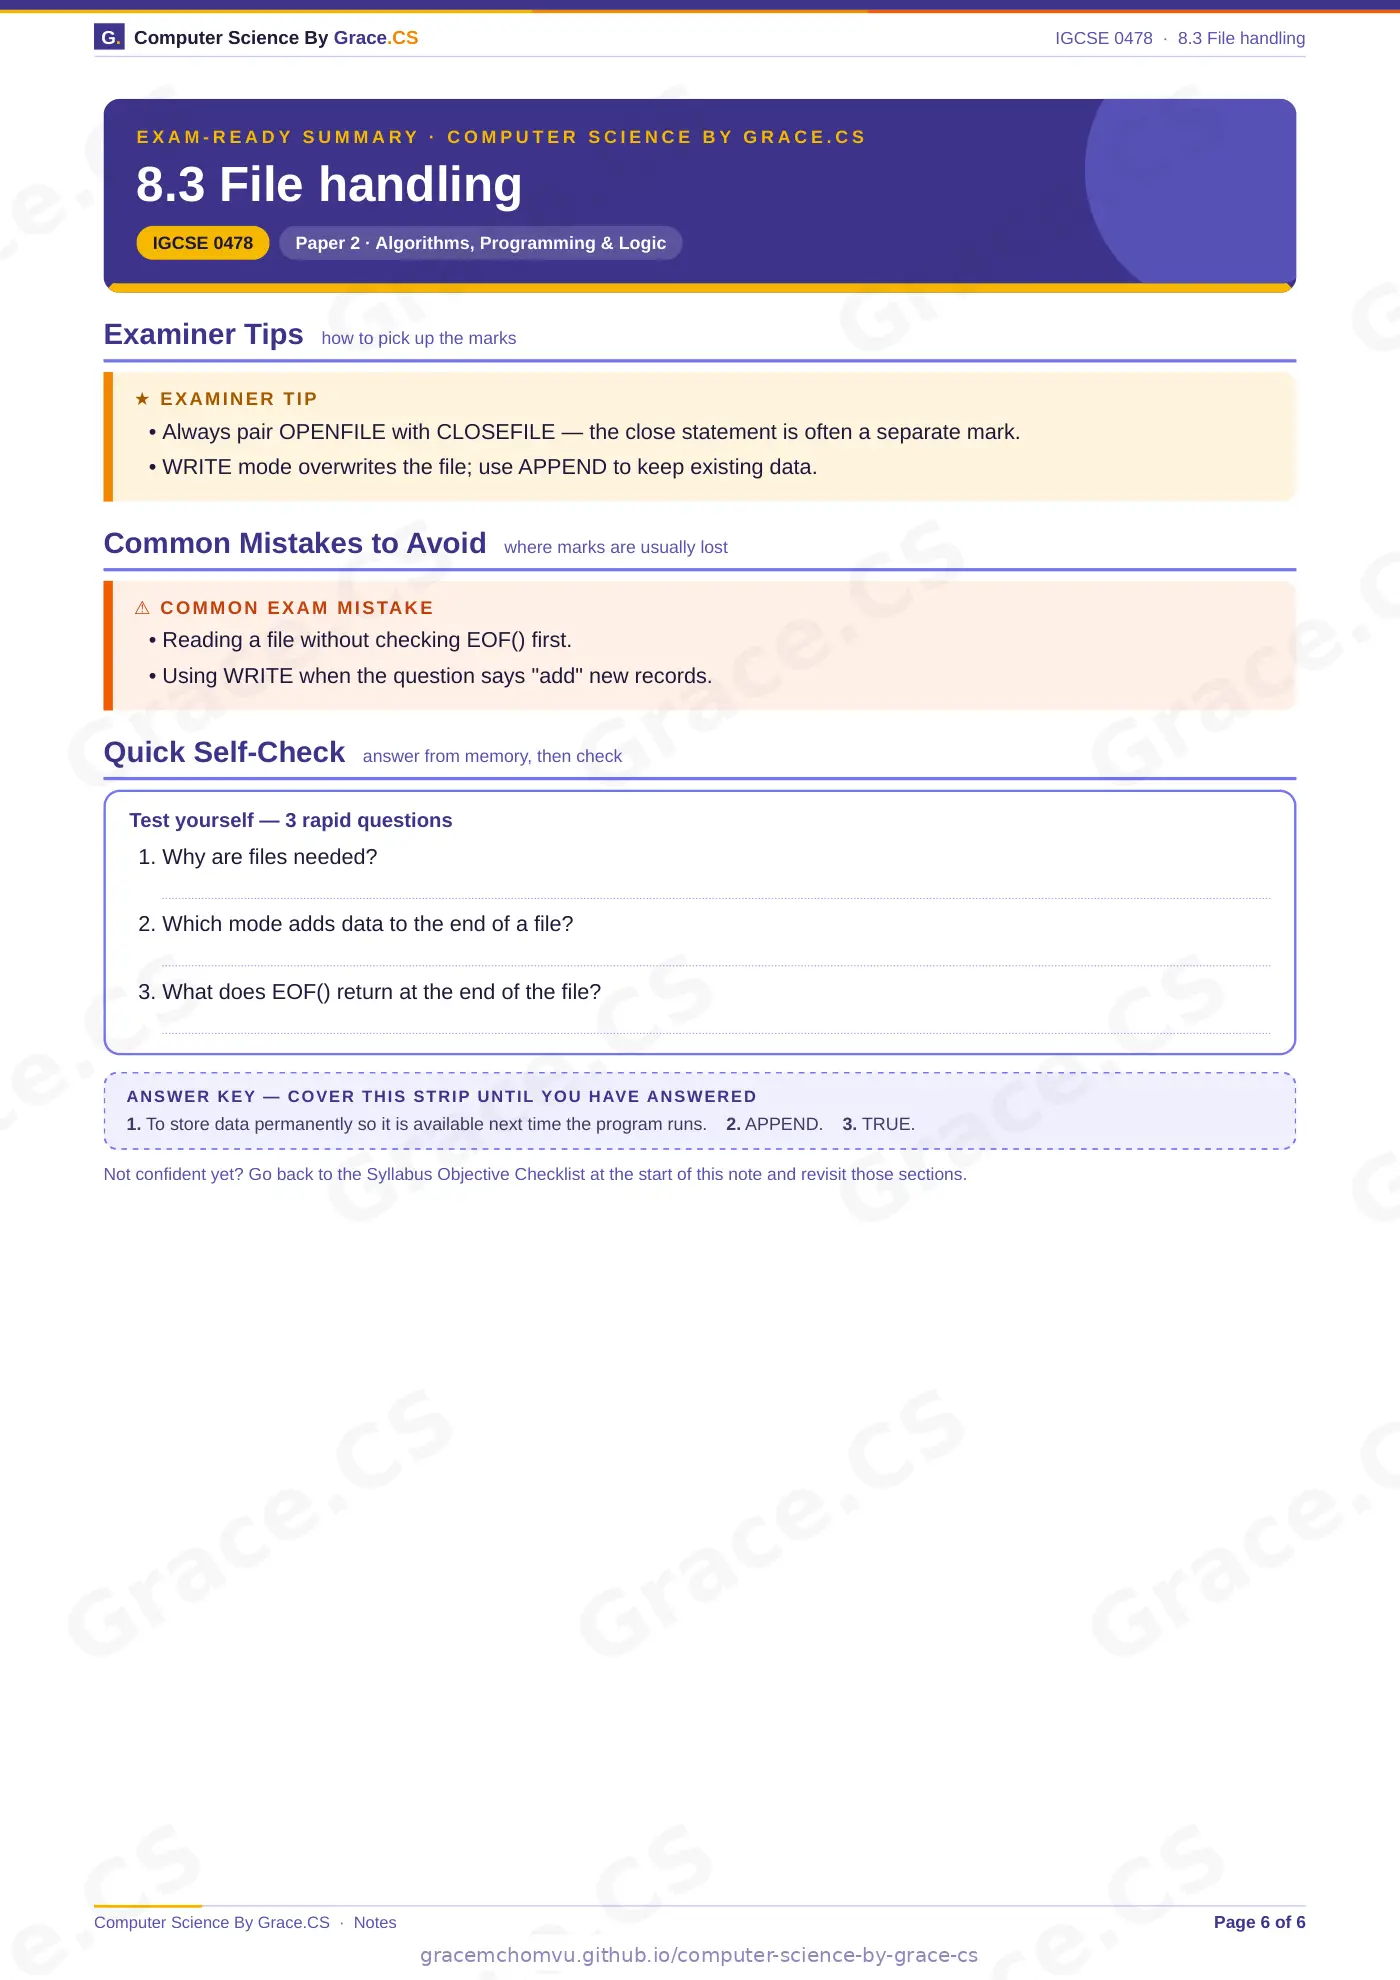 G. Computer Science By Grace.CS
IGCSE 0478 · 8.3 File handling
EXAM-READY SUMMARY · COMPUTER SCIENCE BY GRACE.CS
8.3 File handling
IGCSE 0478 Paper 2 · Algorithms, Programming & Logic
Examiner Tips how to pick up the marks
★ EXAMINER TIP
• Always pair OPENFILE with CLOSEFILE — the close statement is often a separate mark.
• WRITE mode overwrites the file; use APPEND to keep existing data.
Common Mistakes to Avoid where marks are usually lost
⚠ COMMON EXAM MISTAKE
• Reading a file without checking EOF() first.
• Using WRITE when the question says "add" new records.
Quick Self-Check answer from memory, then check
Test yourself — 3 rapid questions
1. Why are files needed?
2. Which mode adds data to the end of a file?
3. What does EOF() return at the end of the file?
ANSWER KEY — COVER THIS STRIP UNTIL YOU HAVE ANSWERED
1. To store data permanently so it is available next time the program runs. 2. APPEND. 3. TRUE.
Not confident yet? Go back to the Syllabus Objective Checklist at the start of this note and revisit those sections.
Computer Science By Grace.CS · Notes
Page 6 of 6
gracemchomvu.github.io/computer-science-by-grace-cs